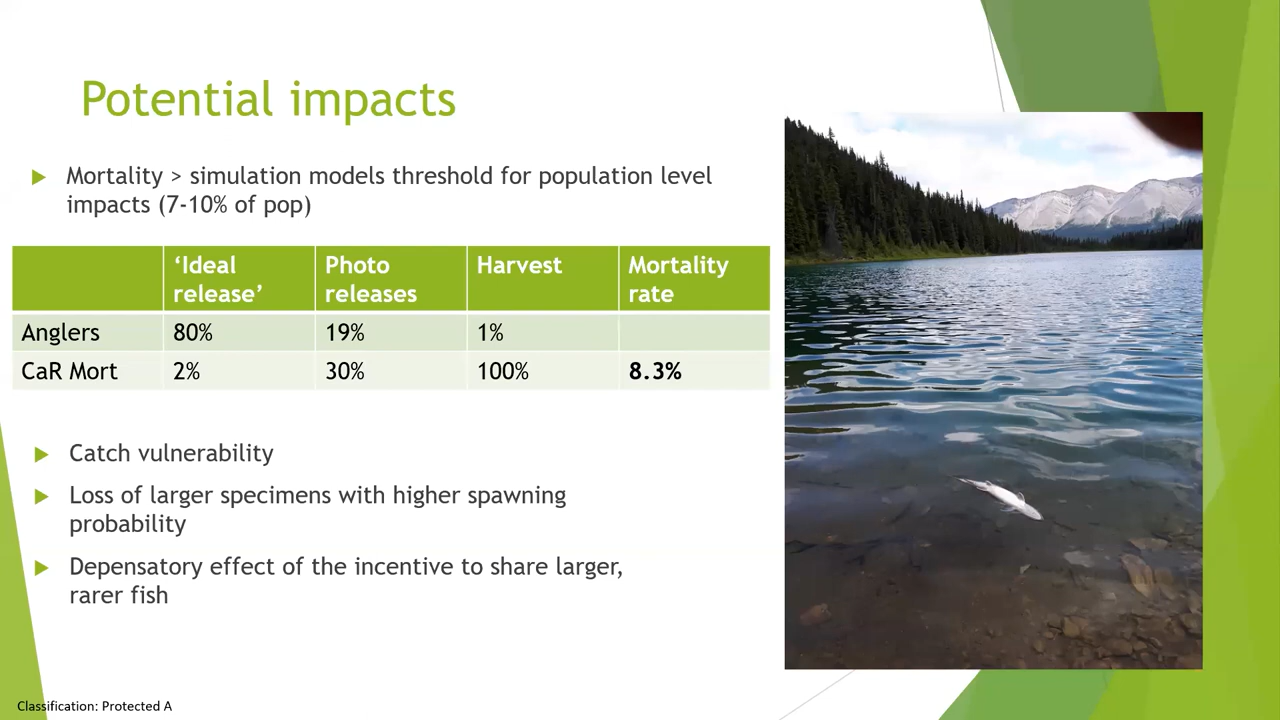 Potential impacts
Mortality > simulation models threshold for population level
impacts (7-10% of pop)
‘Ideal release’ Photo releases Harvest Mortality rate
Anglers 80% 19% 1%
CaR Mort 2% 30% 100% 8.3%
Catch vulnerability
Loss of larger specimens with higher spawning
probability
Depensatory effect of the incentive to share larger,
rarer fish
Classification: Protected A